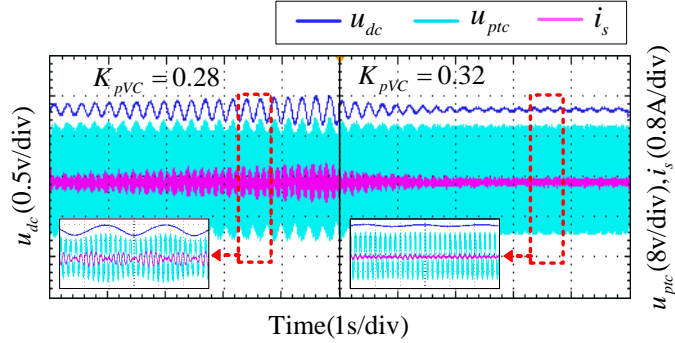 u_dc u_ptc i_s
K_pVC = 0.28 K_pVC = 0.32
u_dc(0.5v/div)
u_ptc(8v/div),i_s(0.8A/div)
Time(1s/div)